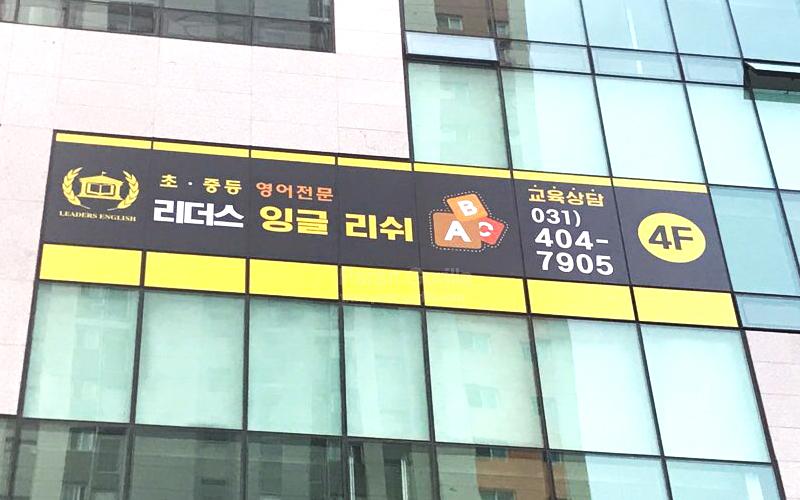 LEADERS ENGLISH
초·중등 영어전문
리더스 잉글리쉬
B
A C
교육상담
031)
404-
7905
4F